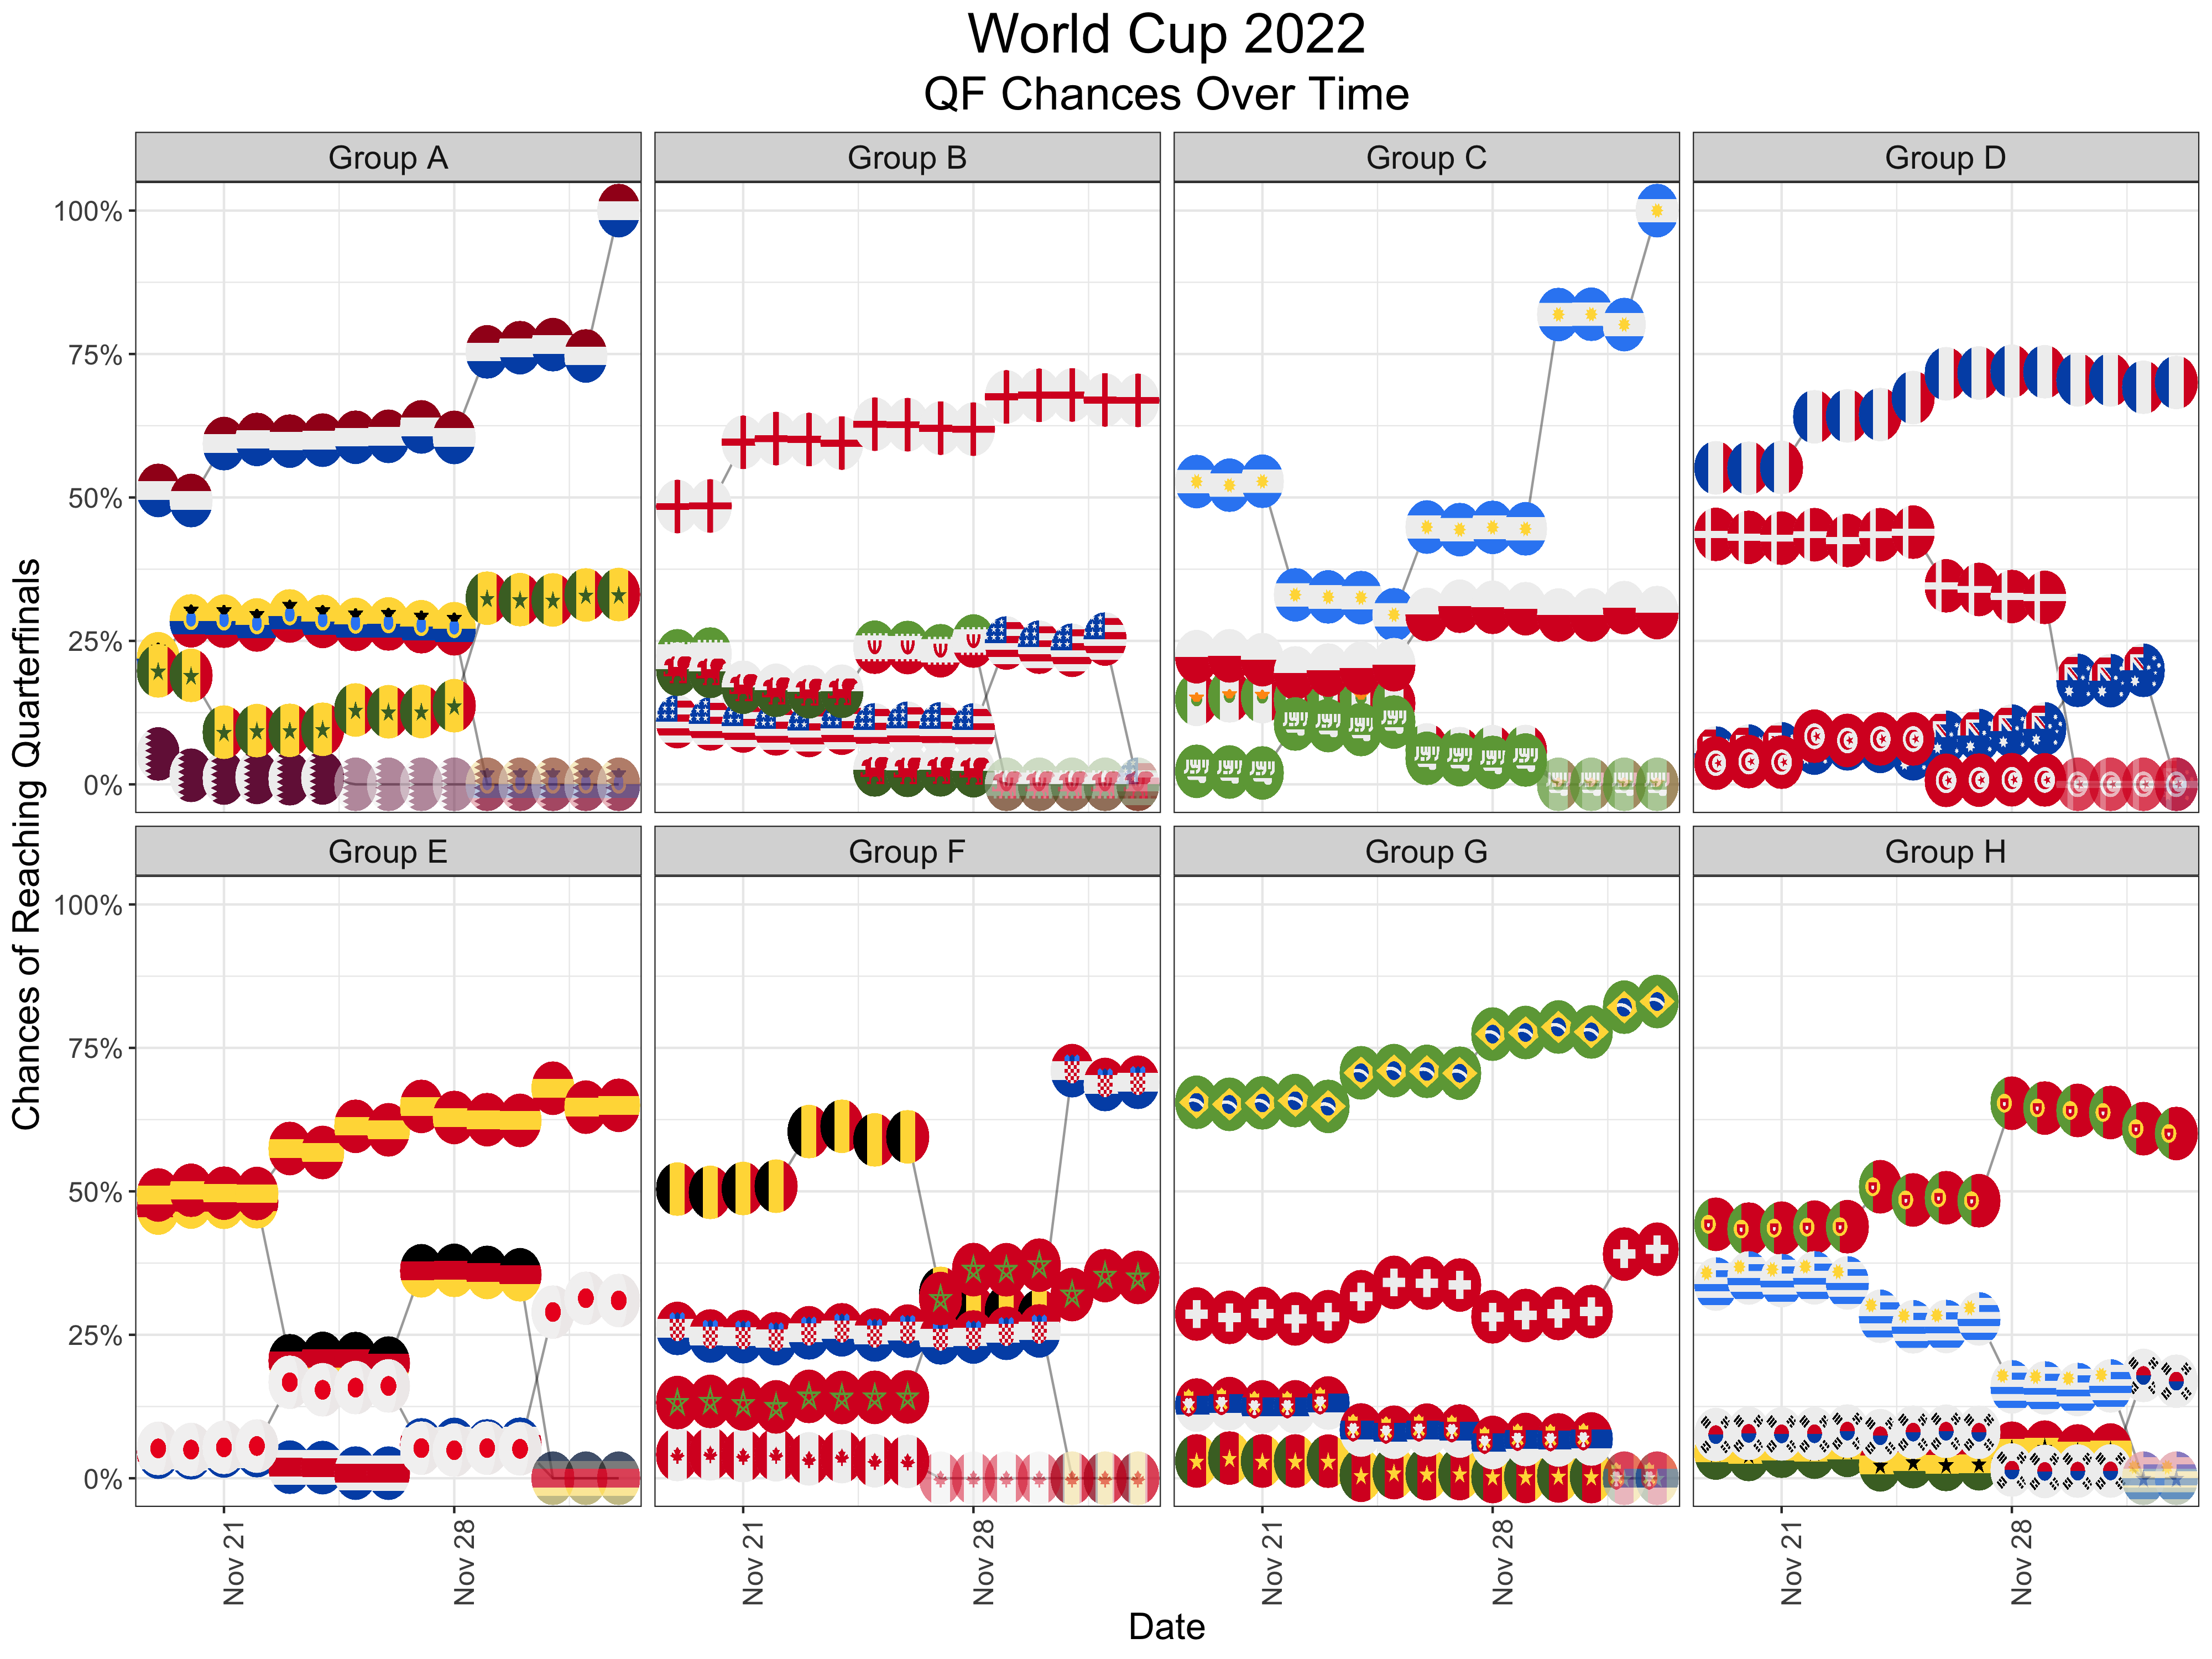 World Cup 2022
QF Chances Over Time
Group A
Group B
Group C
Group D
100%
75%
50%
25%
0%
Group E
Group F
Group G
Group H
100%
75%
50%
25%
0%
Chances of Reaching Quarterfinals
Nov 21
Nov 28
Nov 21
Nov 28
Nov 21
Nov 28
Nov 21
Nov 28
Date